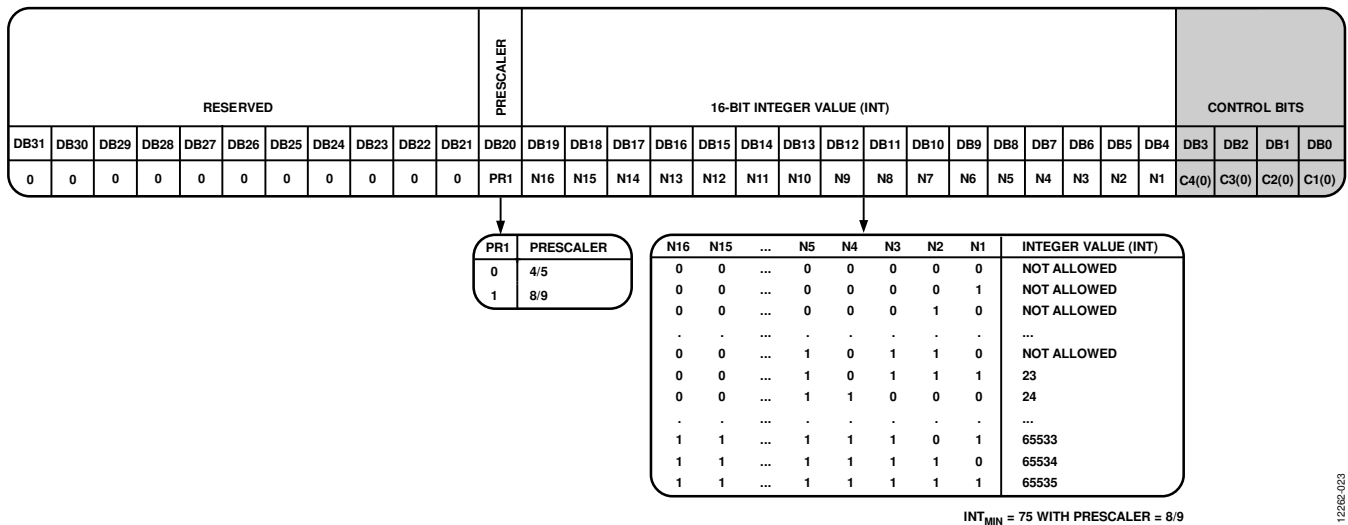 PRESCALER
RESERVED 16-BIT INTEGER VALUE (INT) CONTROL BITS
DB31 DB30 DB29 DB28 DB27 DB26 DB25 DB24 DB23 DB22 DB21 DB20 DB19 DB18 DB17 DB16 DB15 DB14 DB13 DB12 DB11 DB10 DB9 DB8 DB7 DB6 DB5 DB4 DB3 DB2 DB1 DB0
0 0 0 0 0 0 0 0 0 0 0 PR1 N16 N15 N14 N13 N12 N11 N10 N9 N8 N7 N6 N5 N4 N3 N2 N1 C4(0) C3(0) C2(0) C1(0)
PR1 PRESCALER
0 4/5
1 8/9
N16 N15 ... N5 N4 N3 N2 N1 INTEGER VALUE (INT)
0 0 ... 0 0 0 0 0 NOT ALLOWED
0 0 ... 0 0 0 0 1 NOT ALLOWED
0 0 ... 0 0 0 1 0 NOT ALLOWED
. . ... . . . . . ...
0 0 ... 1 0 1 1 0 NOT ALLOWED
0 0 ... 1 0 1 1 1 23
0 0 ... 1 1 0 0 0 24
. . ... . . . . . ...
1 1 ... 1 1 1 0 1 65533
1 1 ... 1 1 1 1 0 65534
1 1 ... 1 1 1 1 1 65535
INTMIN = 75 WITH PRESCALER = 8/9
12262-023